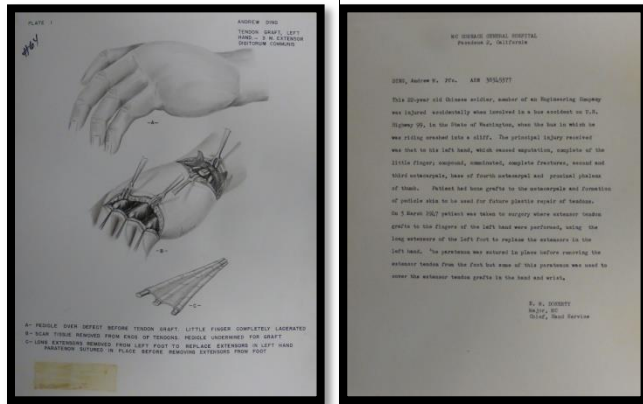 PLATE 1
#64
ANDREW DING
TENDON GRAFT, LEFT
HAND - 3 M. EXTENSOR
DIGITORUM COMMUNIS
-A-
-B-
-C-
A- PEDICLE OVER DEFECT BEFORE TENDON GRAFT. LITTLE FINGER COMPLETELY LACERATED
B- SCAR TISSUE REMOVED FROM ENDS OF TENDONS. PEDICLE UNDERMINED FOR GRAFT
C- LONG EXTENSORS REMOVED FROM LEFT FOOT TO REPLACE EXTENSORS IN LEFT HAND
PARATENON SUTURES IN PLACE BEFORE REMOVING EXTENSORS FROM FOOT
GENERAL HOSPITAL
Pasadena 2, California
DING, Andrew W. Pfc. ASN
This 22-year old Chinese soldier, member of an Engineering Company
was injured accidentally when involved in a bus accident on U.S.
Highway 99, in the State of Washington, when the bus in which he
was riding crashed into a cliff. The principal injury received
was that to his left hand, which caused amputation, complete of the
little finger; compound, comminuted, complete fractures, second and
third metacarpals, base of fourth metacarpal and proximal phalanx
of thumb. Patient had bone grafts to the metacarpals and formation
of pedicle skin to be used for future plastic repair of tendons.
On 5 March 1947 patient was taken to surgery where extensor tendon
grafts to the fingers of the left hand were performed, using the
long extensors of the left foot to replace the extensors in the
left hand. The paratenon was sutured in place before removing the
extensor tendon from the foot but some of this paratenon was used to
cover the extensor tendon grafts in the hand and wrist.
DOHERTY
Major, MC
Chief, Hand Service